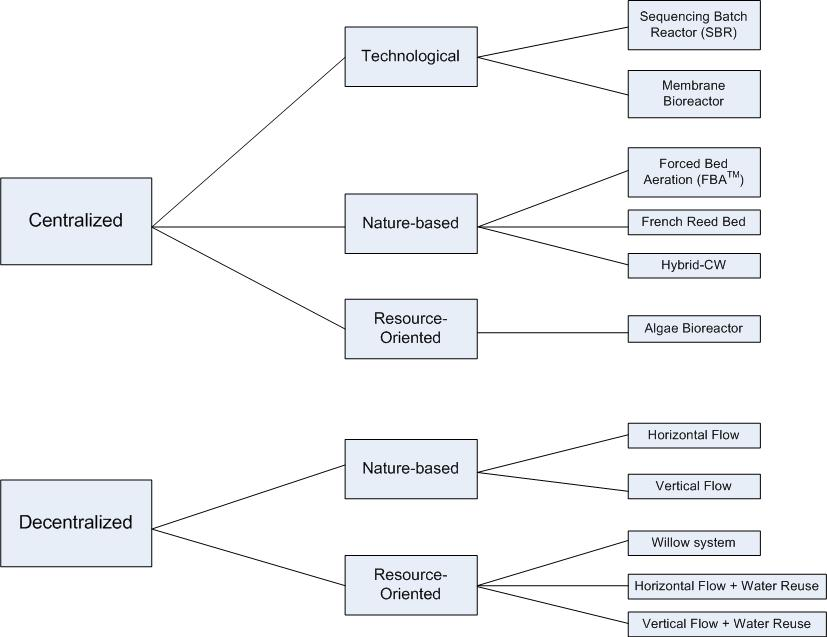 Centralized
Technological
Sequencing Batch
Reactor (SBR)
Membrane
Bioreactor
Nature-based
Forced Bed
Aeration (FBA™)
French Reed Bed
Hybrid-CW
Resource-
Oriented
Algae Bioreactor
Decentralized
Nature-based
Horizontal Flow
Vertical Flow
Resource-
Oriented
Willow system
Horizontal Flow + Water Reuse
Vertical Flow + Water Reuse